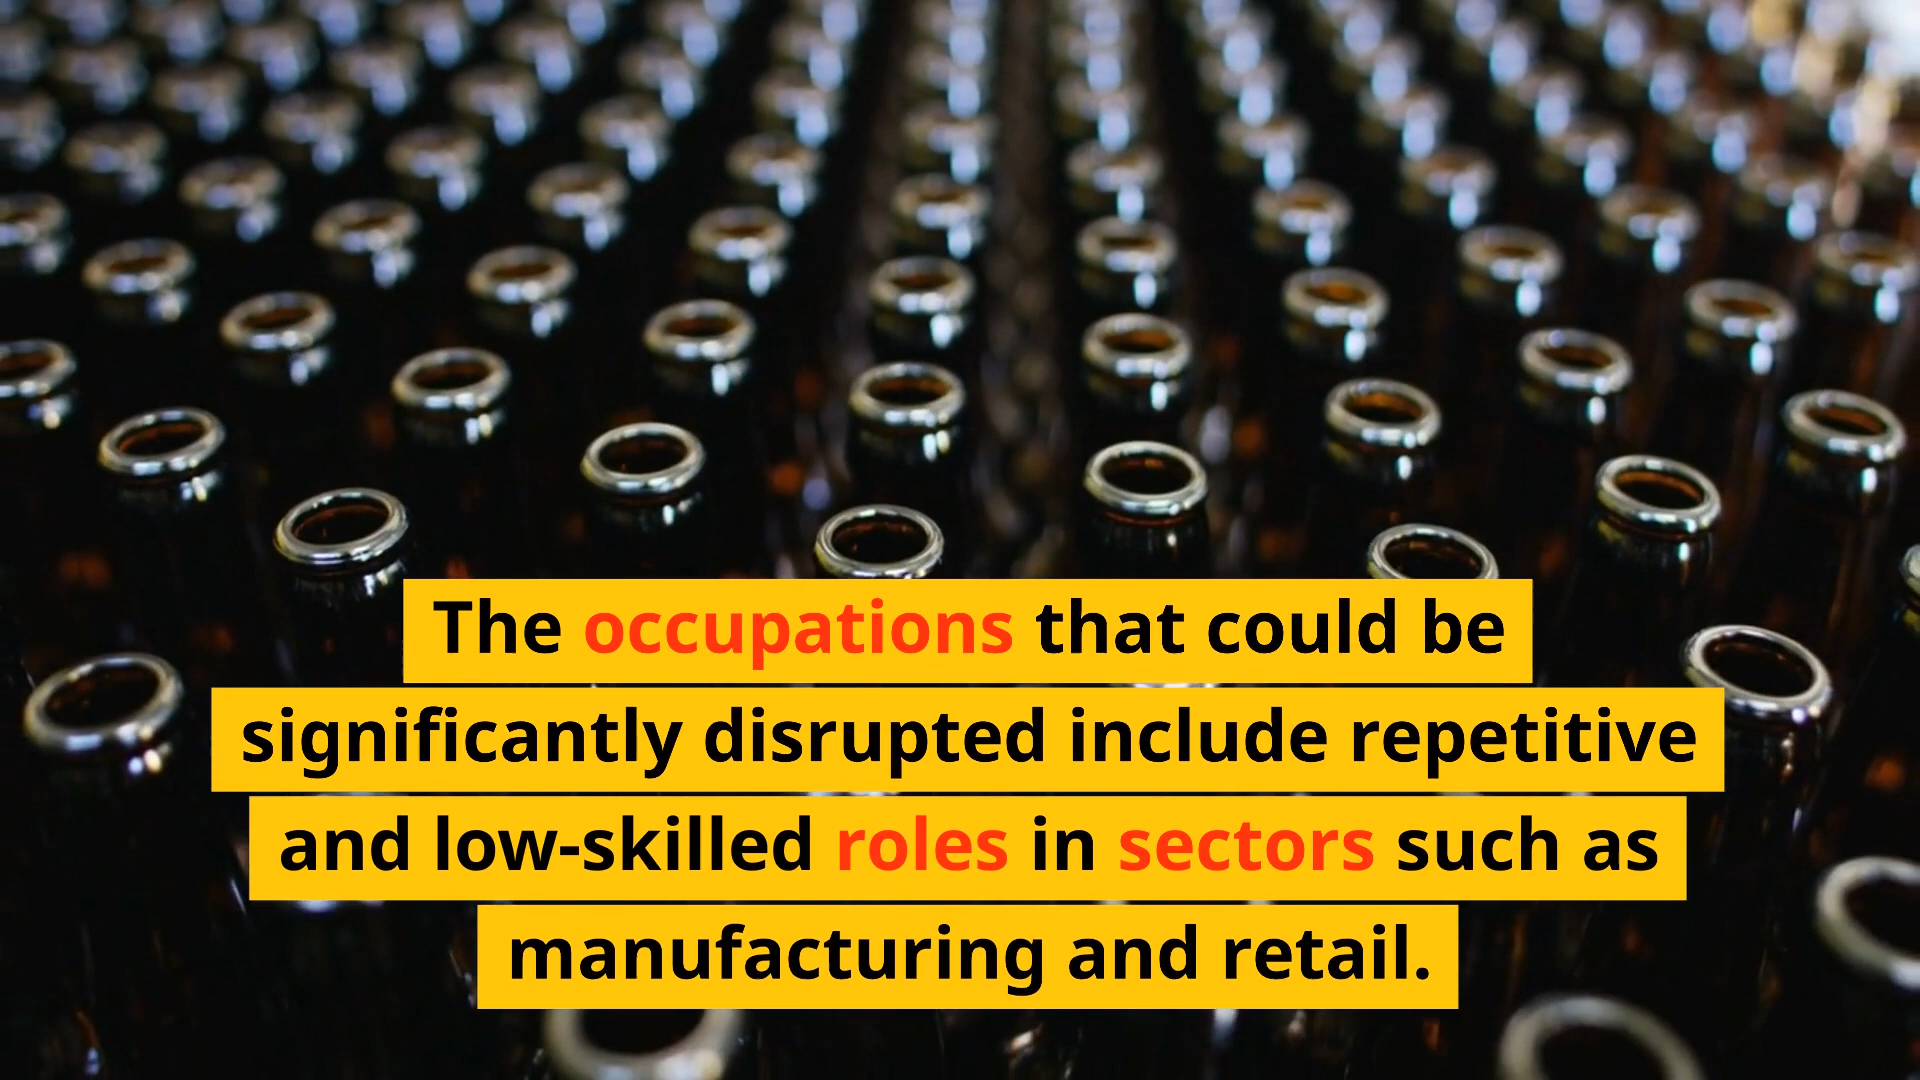 The occupations that could be
significantly disrupted include repetitive
and low-skilled roles in sectors such as
manufacturing and retail.